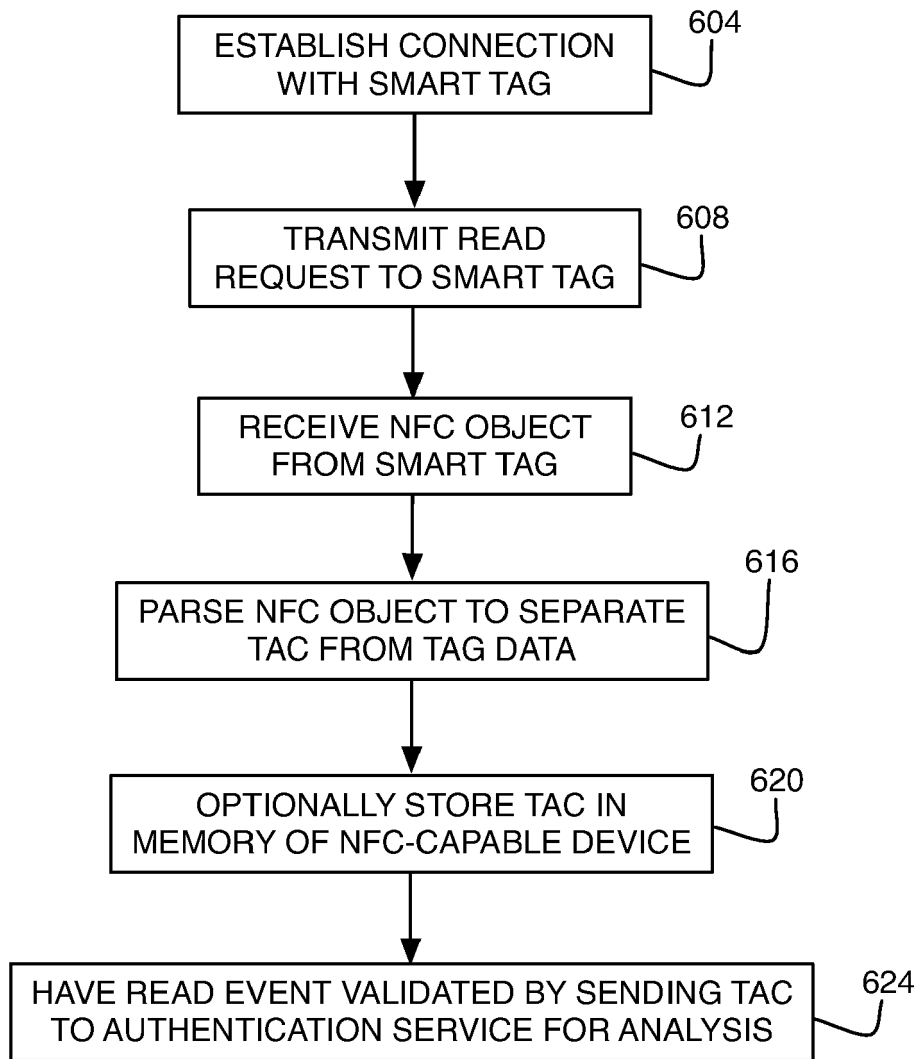 ESTABLISH CONNECTION
WITH SMART TAG
604
TRANSMIT READ
REQUEST TO SMART TAG
608
RECEIVE NFC OBJECT
FROM SMART TAG
612
PARSE NFC OBJECT TO SEPARATE
TAC FROM TAG DATA
616
OPTIONALLY STORE TAC IN
MEMORY OF NFC-CAPABLE DEVICE
620
HAVE READ EVENT VALIDATED BY SENDING TAC
TO AUTHENTICATION SERVICE FOR ANALYSIS
624